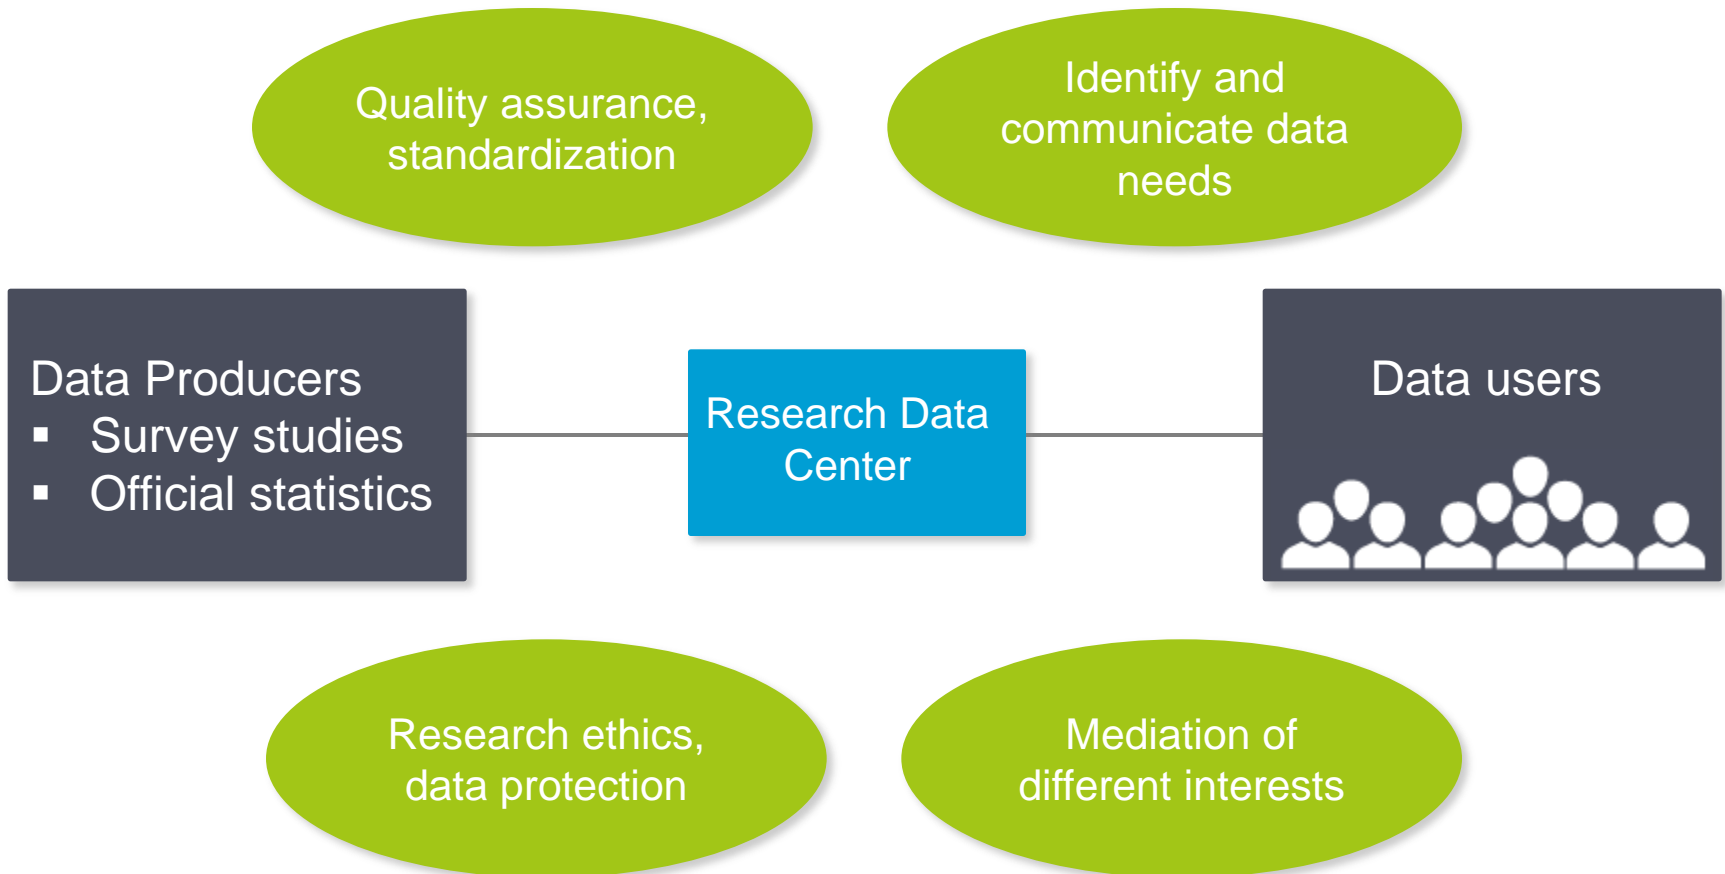 Quality assurance,
standardization
Identify and
communicate data
needs
Data Producers
▪ Survey studies
▪ Official statistics
Research Data
Center
Data users
Research ethics,
data protection
Mediation of
different interests